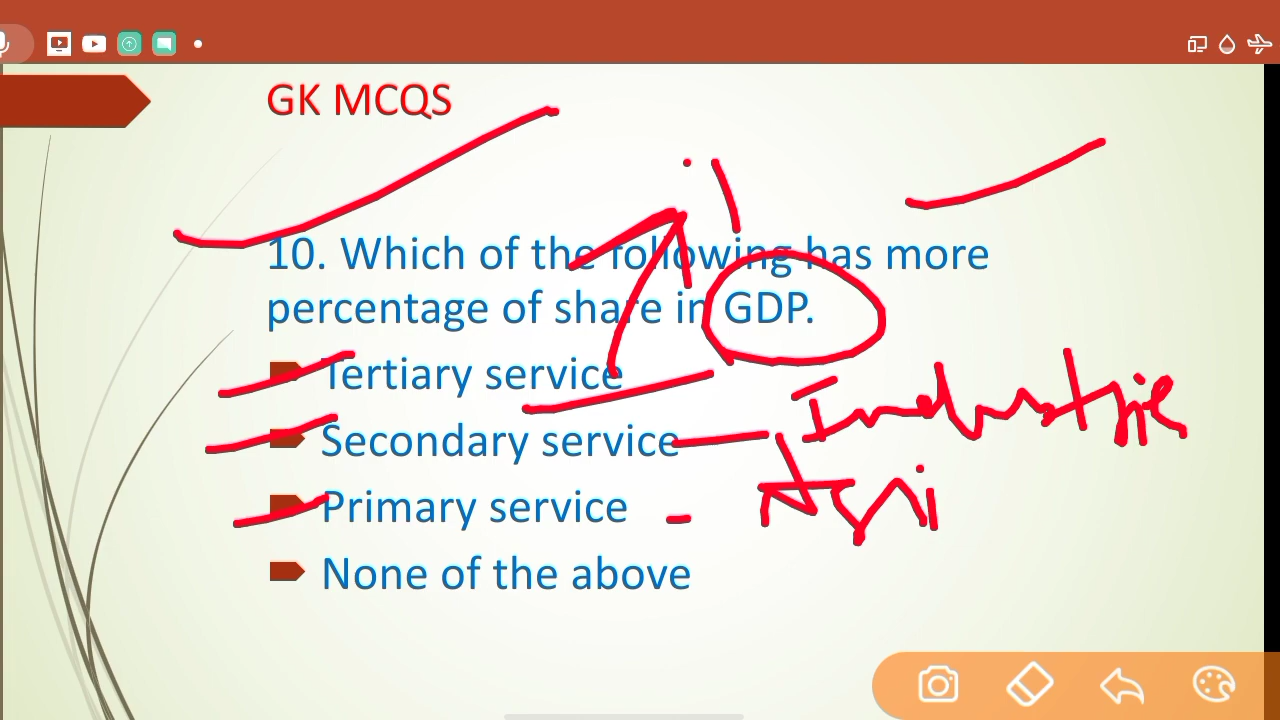 GK MCQS
10. Which of the following has more
percentage of share in GDP.
Tertiary service
Secondary service - Industrie
Primary service - Agri
None of the above